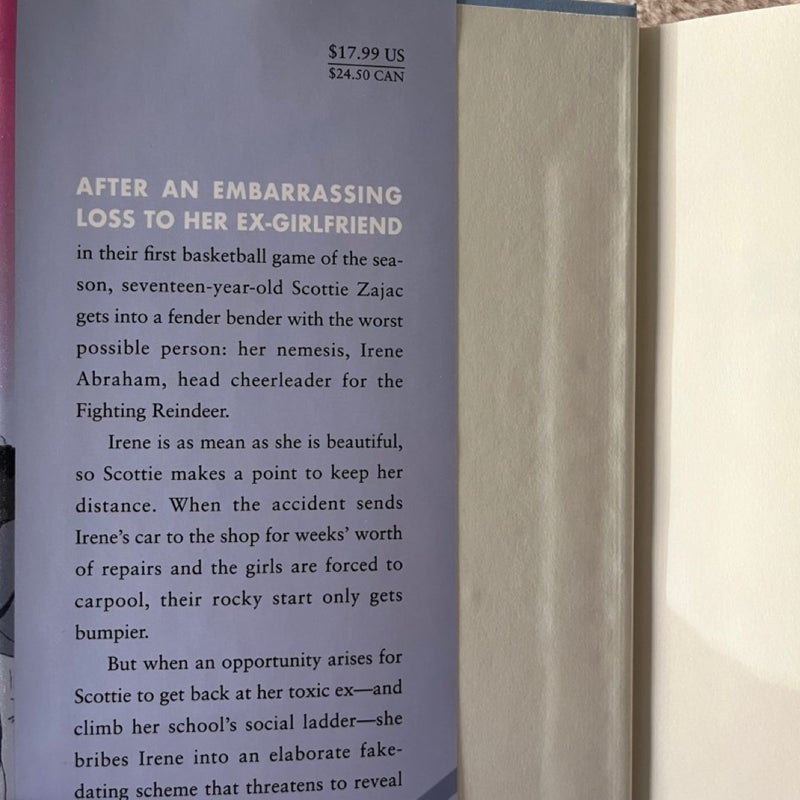 $17.99 US
$24.50 CAN
AFTER AN EMBARRASSING
LOSS TO HER EX-GIRLFRIEND
in their first basketball game of the sea-
son, seventeen-year-old Scottie Zajac
gets into a fender bender with the worst
possible person: her nemesis, Irene
Abraham, head cheerleader for the
Fighting Reindeer.
Irene is as mean as she is beautiful,
so Scottie makes a point to keep her
distance. When the accident sends
Irene's car to the shop for weeks' worth
of repairs and the girls are forced to
carpool, their rocky start only gets
bumpier.
But when an opportunity arises for
Scottie to get back at her toxic ex—and
climb her school's social ladder—she
bribes Irene into an elaborate fake-
dating scheme that threatens to reveal